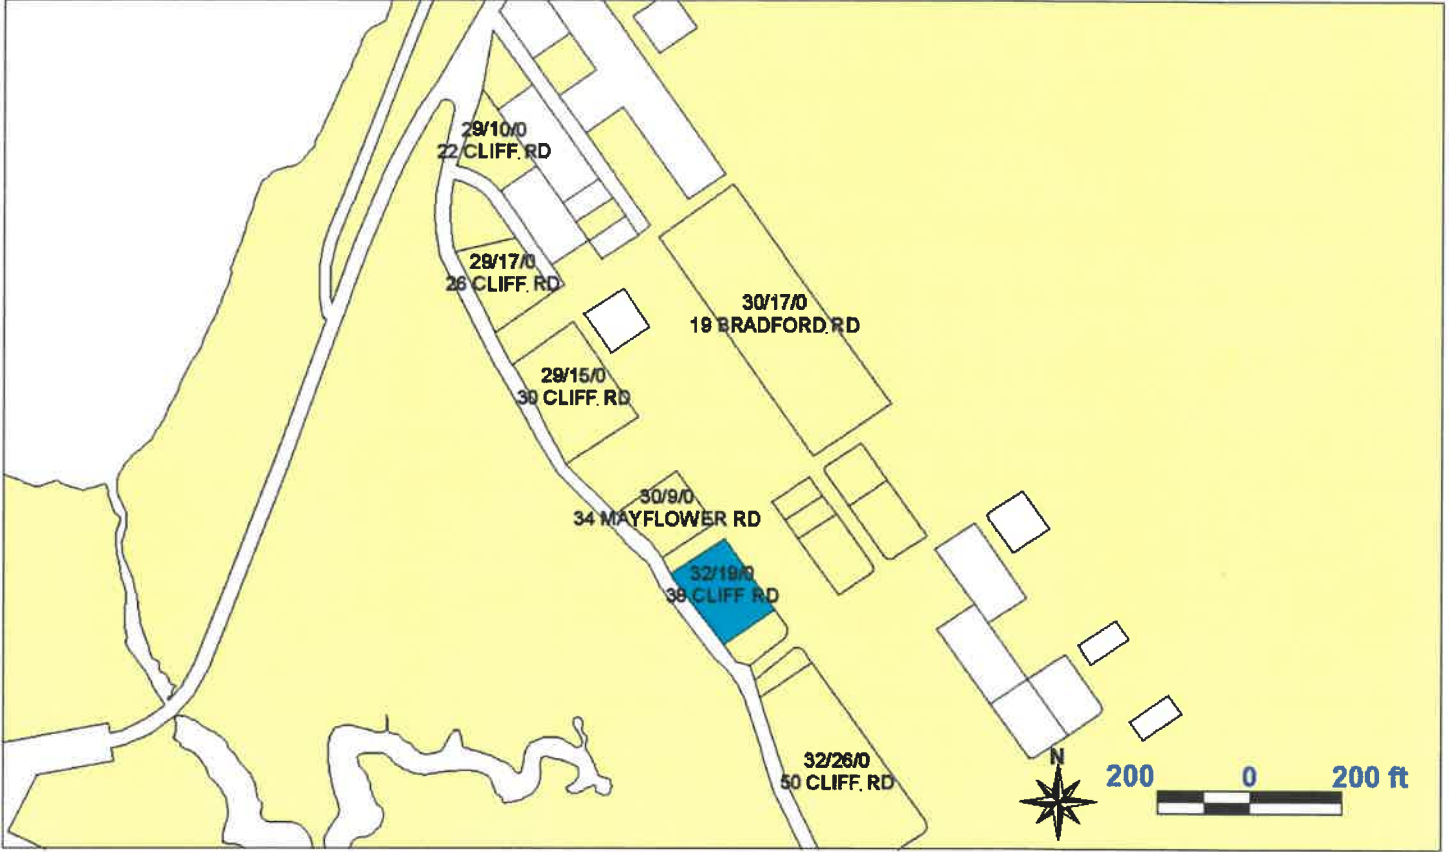 29/10/0
22 CLIFF RD
29/17/0
26 CLIFF RD
30/17/0
19 BRADFORD RD
29/15/0
30 CLIFF RD
30/9/0
34 MAYFLOWER RD
32/19/0
38 CLIFF RD
32/26/0
50 CLIFF RD
N
200 0 200 ft